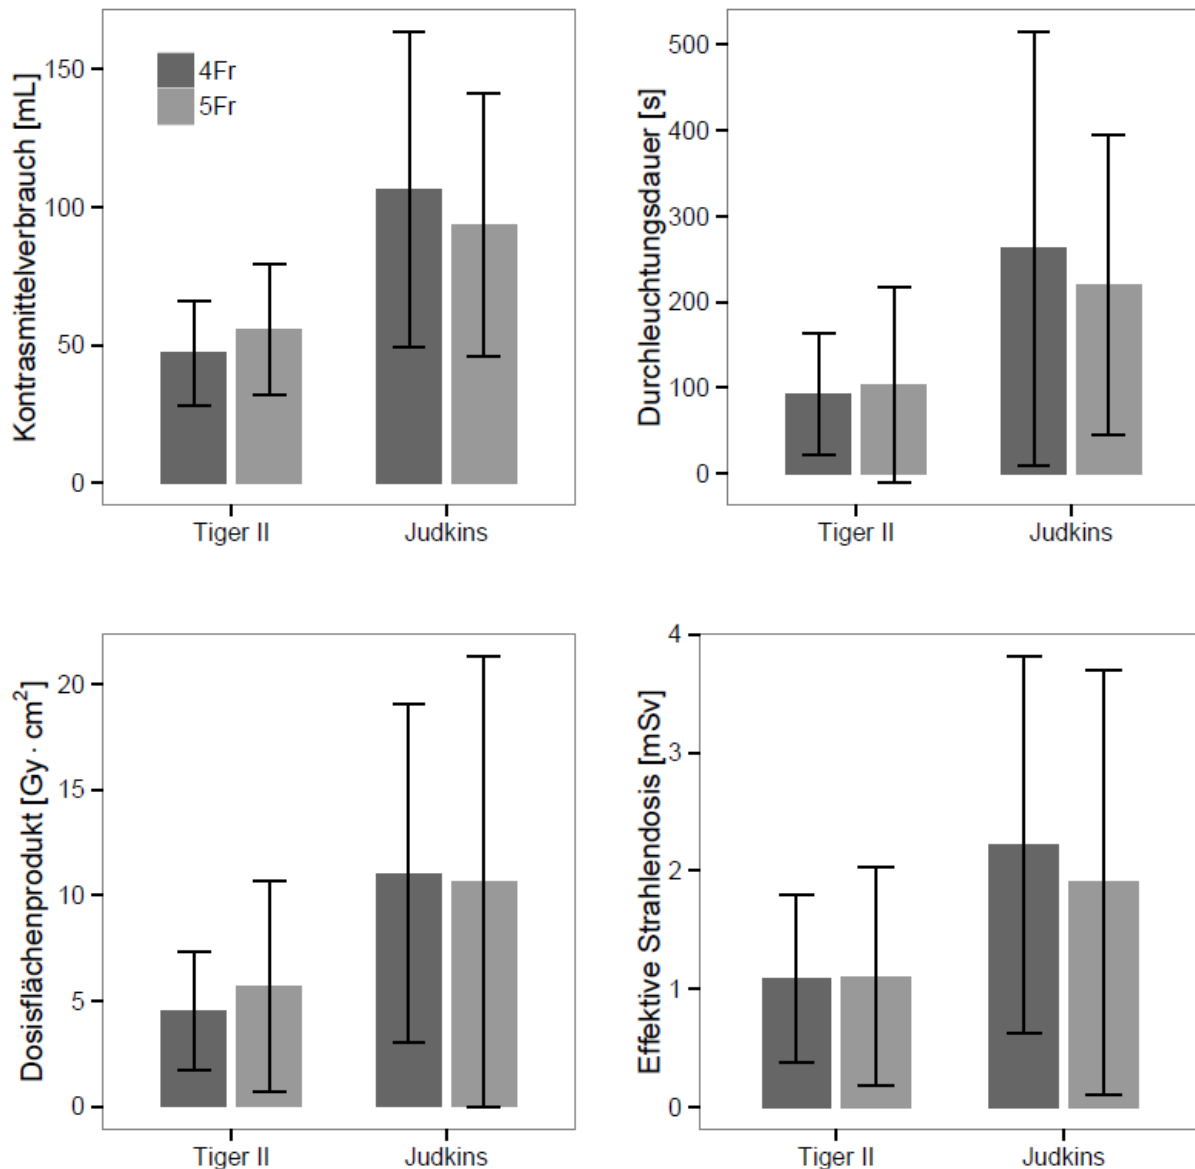 Kontrasmittelverbrauch [mL]
150
100
50
0
4Fr
5Fr
Tiger II Judkins
Durchleuchtungsdauer [s]
500
400
300
200
100
0
Tiger II Judkins
Dosisflächenprodukt [Gy · cm²]
20
15
10
5
0
Tiger II Judkins
Effektive Strahlendosis [mSv]
4
3
2
1
0
Tiger II Judkins